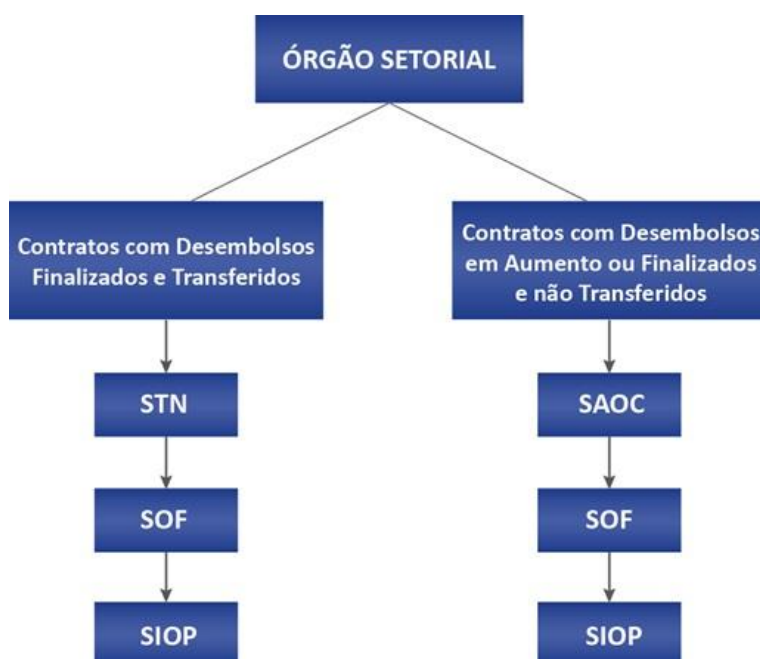 ÓRGÃO SETORIAL
Contratos com Desembolsos
Finalizados e Transferidos
Contratos com Desembolsos
em Aumento ou Finalizados
e não Transferidos
STN
SAOC
SOF
SOF
SIOP
SIOP